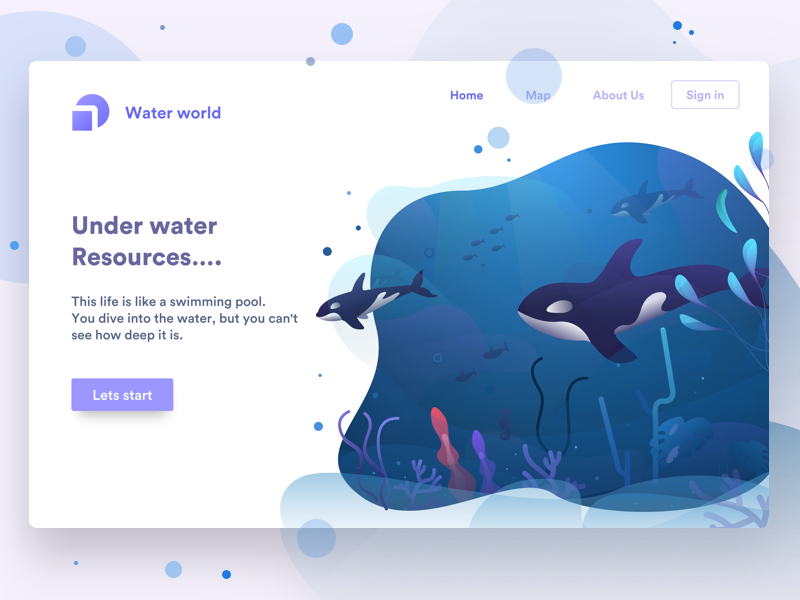 Water world
Home
Map
About Us
Sign in
Under water
Resources....
This life is like a swimming pool.
You dive into the water, but you can't
see how deep it is.
Lets start